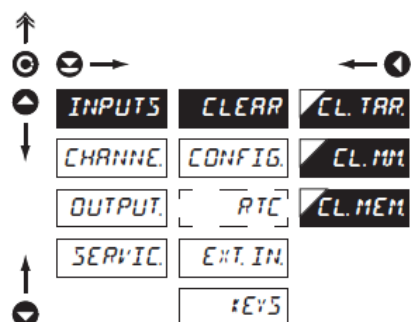 INPUTS CLEAR CL. TAR.
CHANNE. CONFIG. CL. MM.
OUTPUT. RTC CL. MEM.
SERVIC. EXT. IN.
KEYS